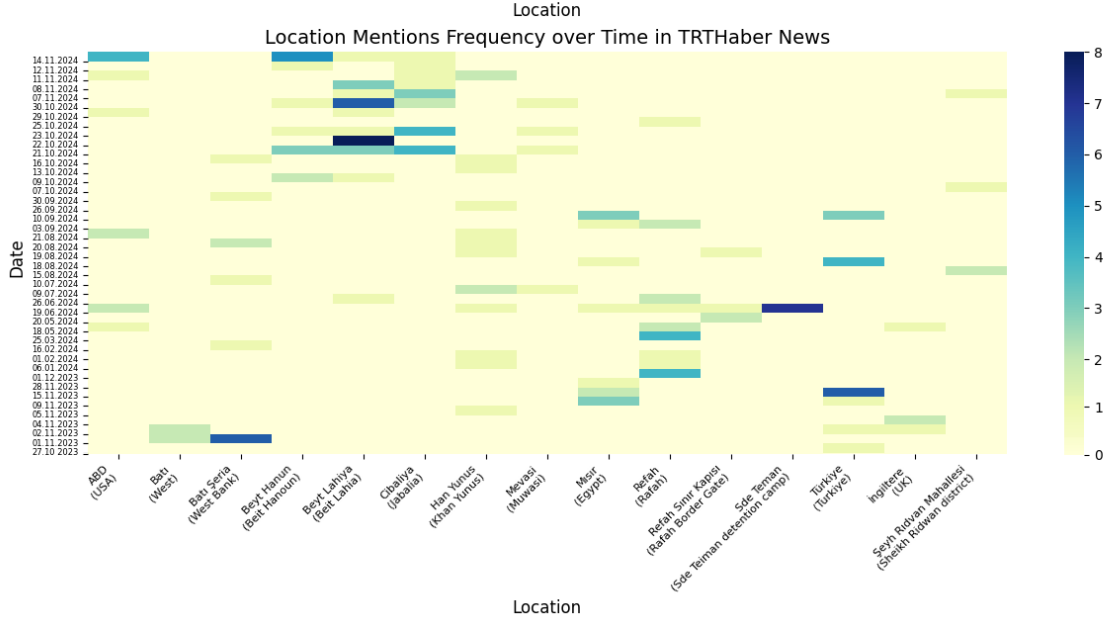 Location
Location Mentions Frequency over Time in TRTHaber News
Date
14.11.2024
12.11.2024
11.11.2024
08.11.2024
07.11.2024
30.10.2024
29.10.2024
25.10.2024
23.10.2024
22.10.2024
21.10.2024
16.10.2024
13.10.2024
09.10.2024
07.10.2024
30.09.2024
26.09.2024
10.09.2024
03.09.2024
21.08.2024
20.08.2024
19.08.2024
18.08.2024
15.08.2024
10.07.2024
09.07.2024
26.06.2024
19.06.2024
20.05.2024
18.05.2024
25.03.2024
16.02.2024
01.02.2024
06.01.2024
01.12.2023
28.11.2023
15.11.2023
09.11.2023
05.11.2023
04.11.2023
02.11.2023
01.11.2023
27.10.2023
8
7
6
5
4
3
2
1
0
ABD
(USA)
Batı
(West)
Batı Şeria
(West Bank)
Beyt Hanun
(Beit Hanoun)
Beyt Lahiya
(Beit Lahia)
Cibaliya
(Jabalia)
Han Yunus
(Khan Yunus)
Mevasi
(Muwasi)
Mısır
(Egypt)
Refah
(Rafah)
Refah Sınır Kapısı
(Rafah Border Gate)
Sde Teman
(Sde Teiman detention camp)
Türkiye
(Turkiye)
İngiltere
(UK)
Şeyh Rıdvan Mahallesi
(Sheikh Ridwan district)
Location